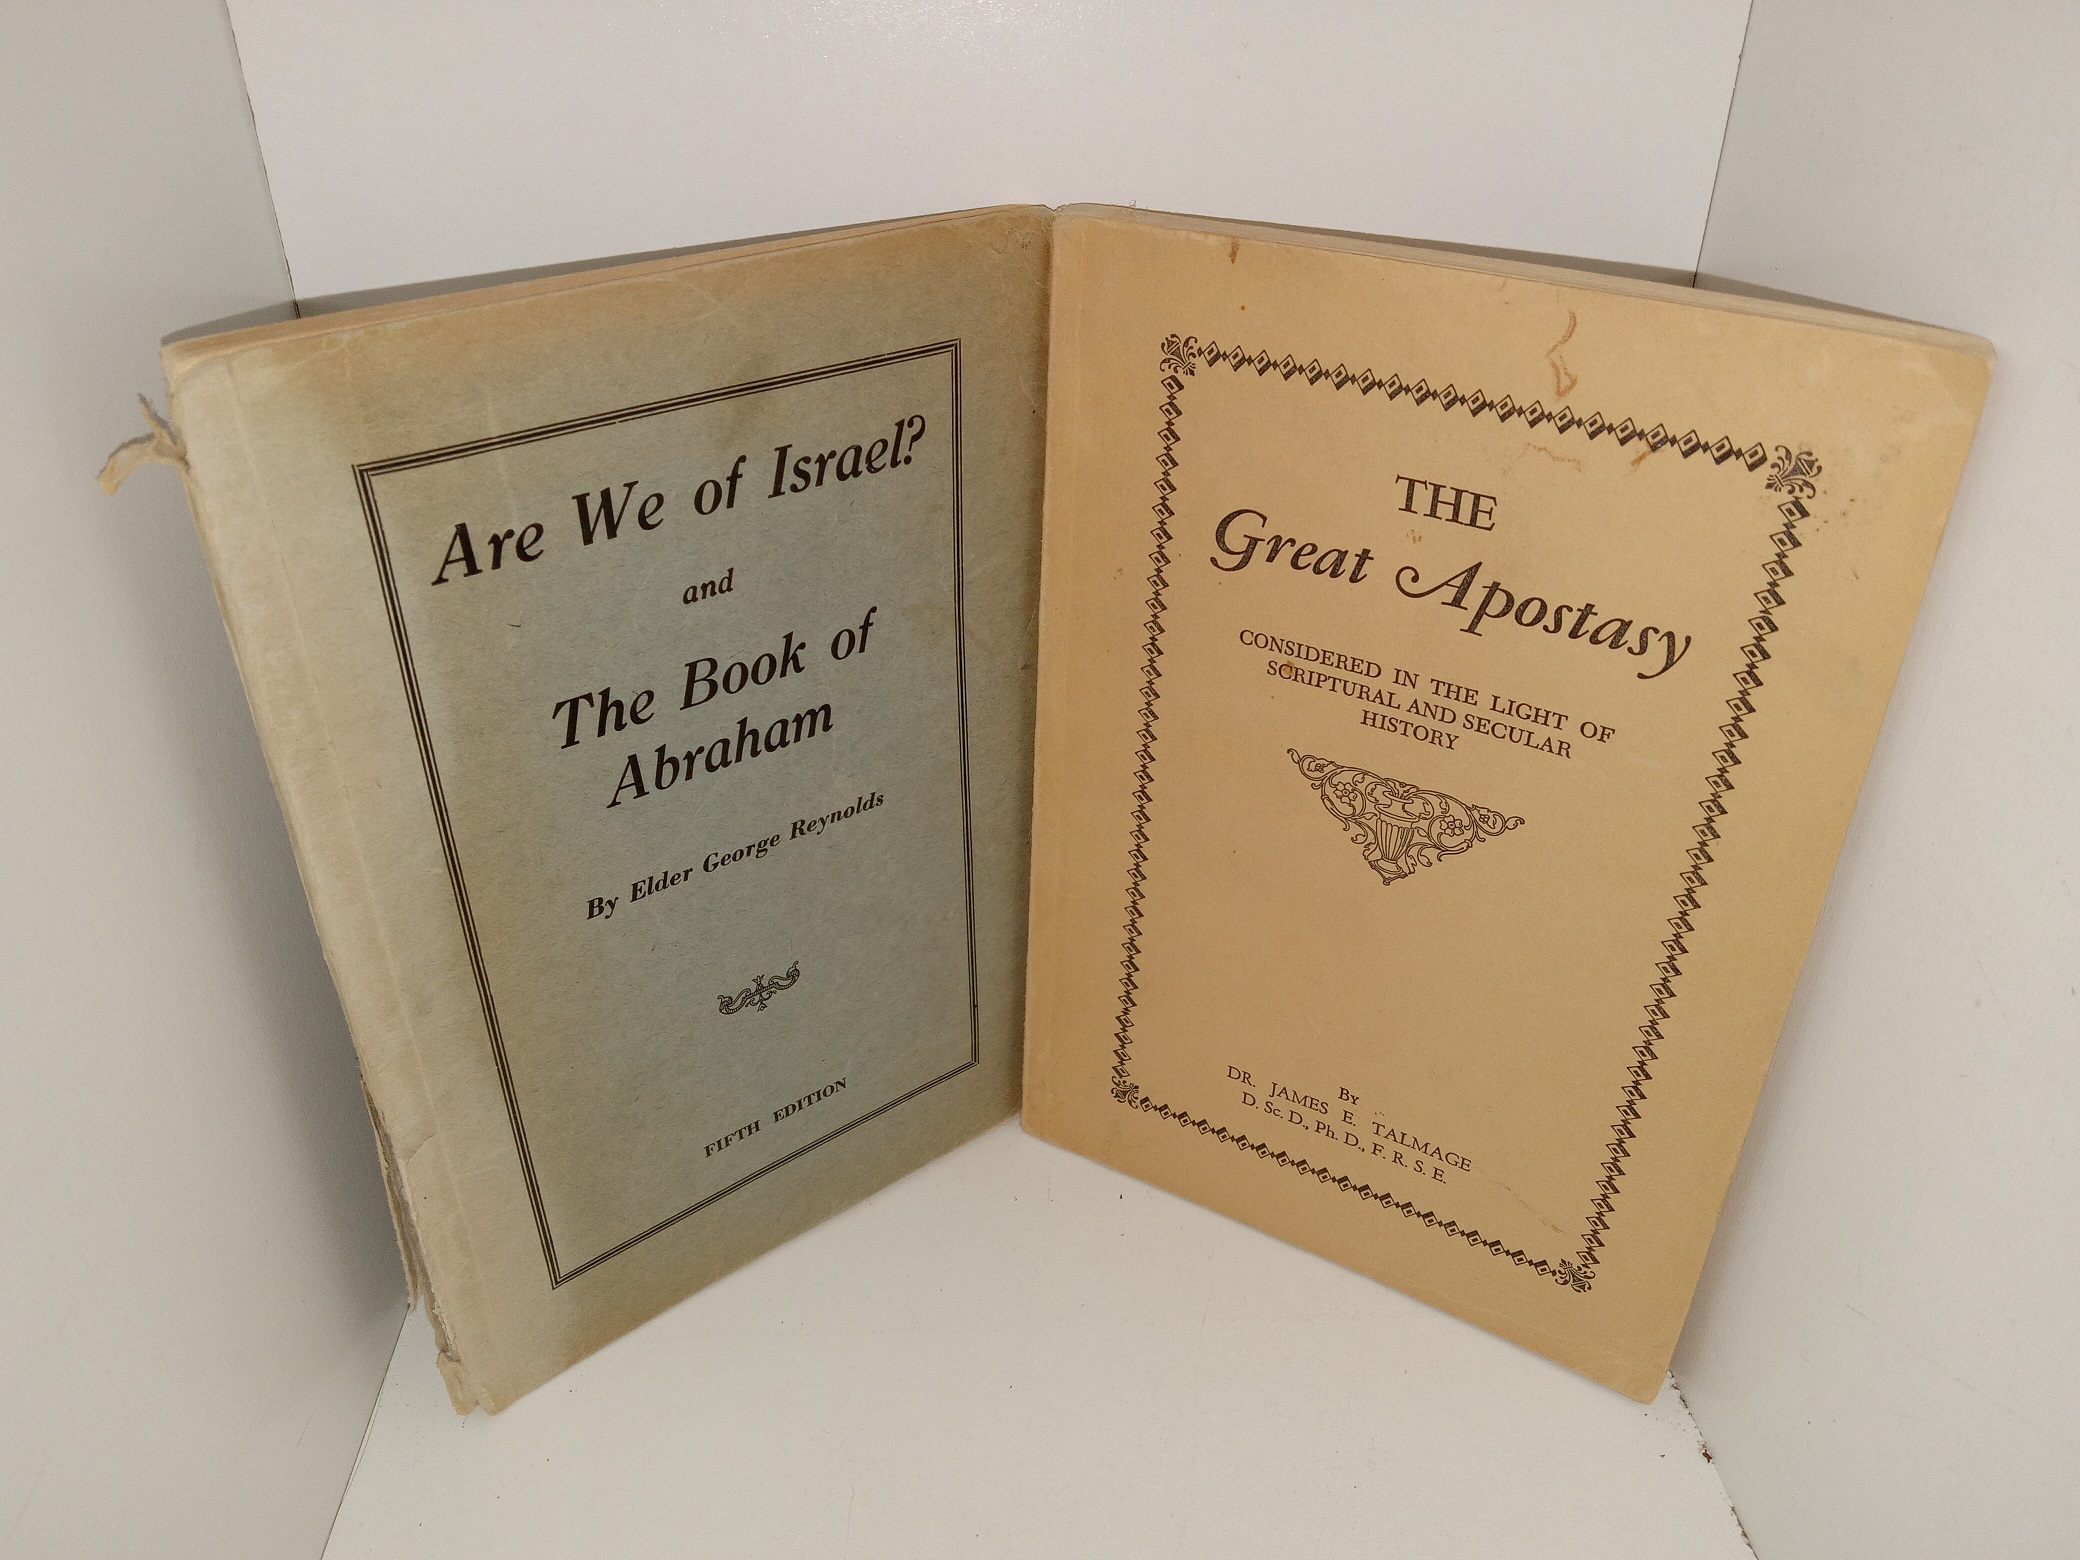 Are We of Israel?
and
The Book of
Abraham
By Elder George Reynolds
FIFTH EDITION
THE
Great Apostasy
CONSIDERED IN THE LIGHT OF
SCRIPTURAL AND SECULAR
HISTORY
BY
DR. JAMES E. TALMAGE
D. Sc. D., Ph. D., F. R. S. E.